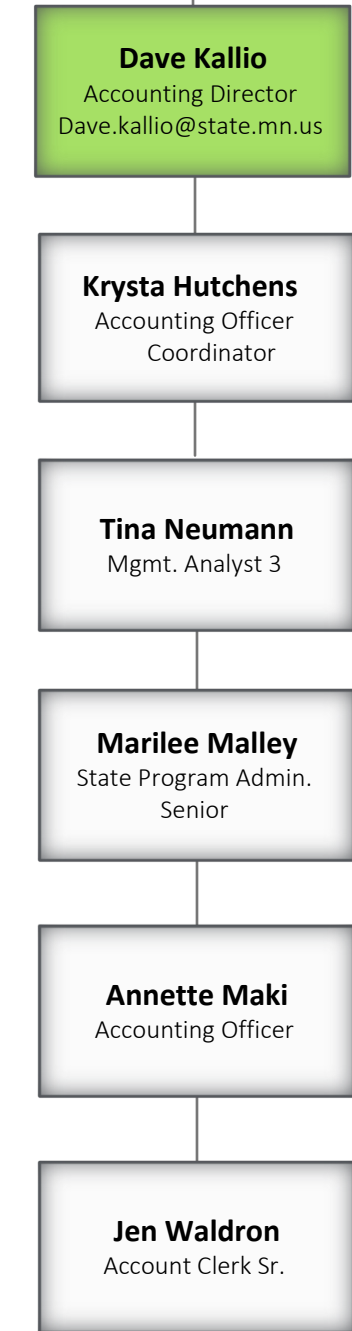 Dave Kallio
Accounting Director
Dave.kallio@state.mn.us
Krysta Hutchens
Accounting Officer
Coordinator
Tina Neumann
Mgmt. Analyst 3
Marilee Malley
State Program Admin.
Senior
Annette Maki
Accounting Officer
Jen Waldron
Account Clerk Sr.